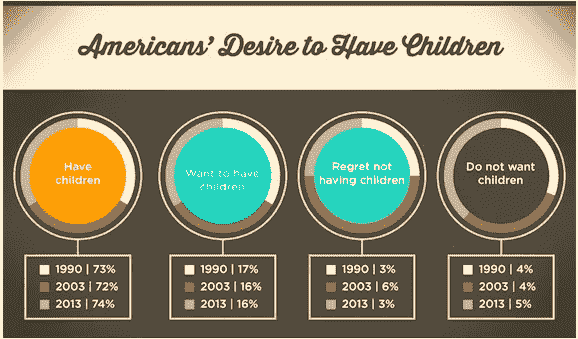 Americans' Desire to Have Children
Have
children
Want to have
children
Regret not
having children
Do not want
children
1990 | 73%
2003 | 72%
2013 | 74%
1990 | 17%
2003 | 16%
2013 | 16%
1990 | 3%
2003 | 6%
2013 | 3%
1990 | 4%
2003 | 4%
2013 | 5%